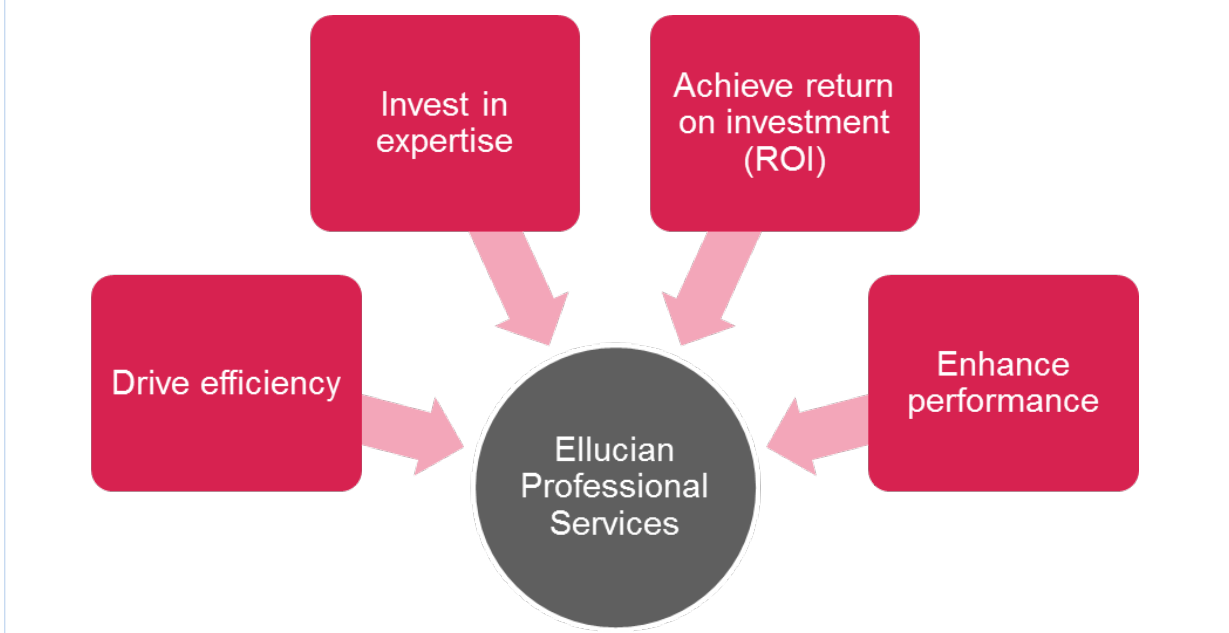 Invest in
expertise
Achieve return
on investment
(ROI)
Drive efficiency
Enhance
performance
Ellucian
Professional
Services